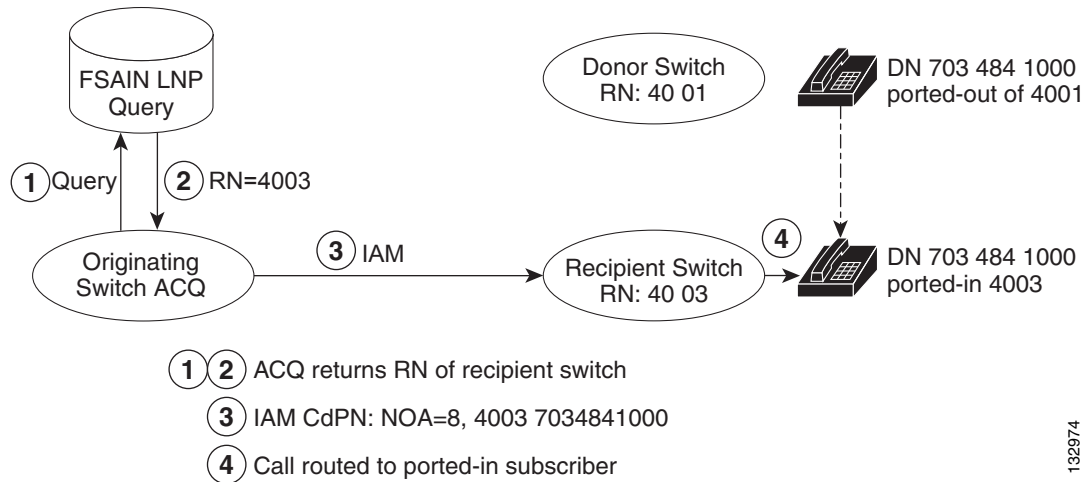 FSAIN LNP
Query
Donor Switch
RN: 40 01
DN 703 484 1000
ported-out of 4001
1 Query
2 RN=4003
Originating
Switch ACQ
3 IAM
Recipient Switch
RN: 40 03
4
DN 703 484 1000
ported-in 4003
1 2 ACQ returns RN of recipient switch
3 IAM CdPN: NOA=8, 4003 7034841000
4 Call routed to ported-in subscriber
132974